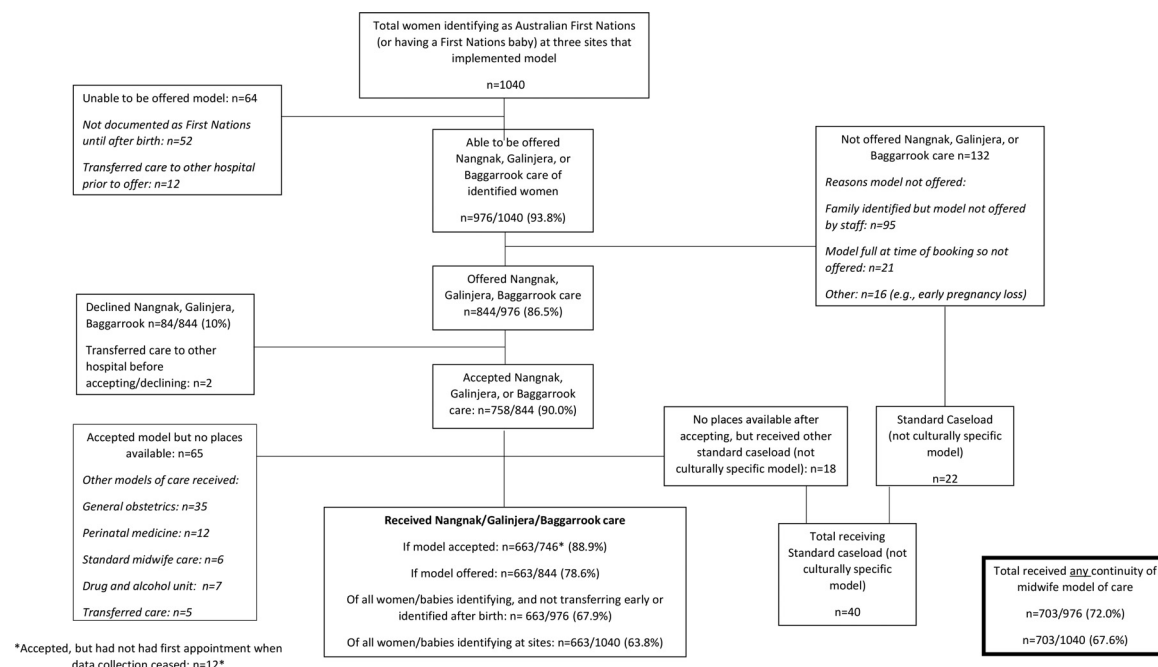 Total women identifying as Australian First Nations
(or having a First Nations baby) at three sites that
implemented model
n=1040
Unable to be offered model: n=64
Not documented as First Nations
until after birth: n=52
Transferred care to other hospital
prior to offer: n=12
Able to be offered
Nangnak, Galinjera, or
Baggarrook care of
identified women
n=976/1040 (93.8%)
Not offered Nangnak, Galinjera, or
Baggarrook care n=132
Reasons model not offered:
Family identified but model not offered
by staff: n=95
Model full at time of booking so not
offered: n=21
Other: n=16 (e.g., early pregnancy loss)
Offered Nangnak,
Galinjera, Baggarrook care
n=844/976 (86.5%)
Declined Nangnak, Galinjera,
Baggarrook n=84/844 (10%)
Transferred care to other
hospital before
accepting/declining: n=2
Accepted Nangnak,
Galinjera, or Baggarrook
care: n=758/844 (90.0%)
No places available after
accepting, but received other
standard caseload (not
culturally specific model): n=18
Standard Caseload
(not culturally specific
model)
n=22
Accepted model but no places
available: n=65
Other models of care received:
General obstetrics: n=35
Perinatal medicine: n=12
Standard midwife care: n=6
Drug and alcohol unit: n=7
Transferred care: n=5
Received Nangnak/Galinjera/Baggarrook care
If model accepted: n=663/746* (88.9%)
If model offered: n=663/844 (78.6%)
Of all women/babies identifying, and not transferring early or
identified after birth: n= 663/976 (67.9%)
Of all women/babies identifying at sites: n=663/1040 (63.8%)
Total receiving
Standard caseload (not
culturally specific
model)
n=40
Total received any continuity of
midwife model of care
n=703/976 (72.0%)
n=703/1040 (67.6%)
*Accepted, but had not had first appointment when
data collection ceased: n=12*